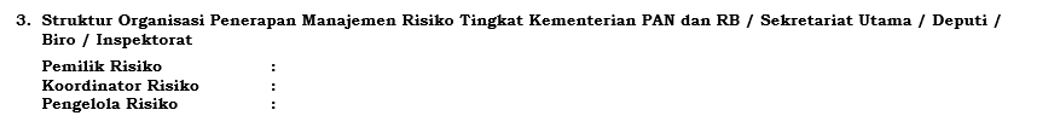 3. Struktur Organisasi Penerapan Manajemen Risiko Tingkat Kementerian PAN dan RB / Sekretariat Utama / Deputi /
Biro / Inspektorat
Pemilik Risiko :
Koordinator Risiko :
Pengelola Risiko :